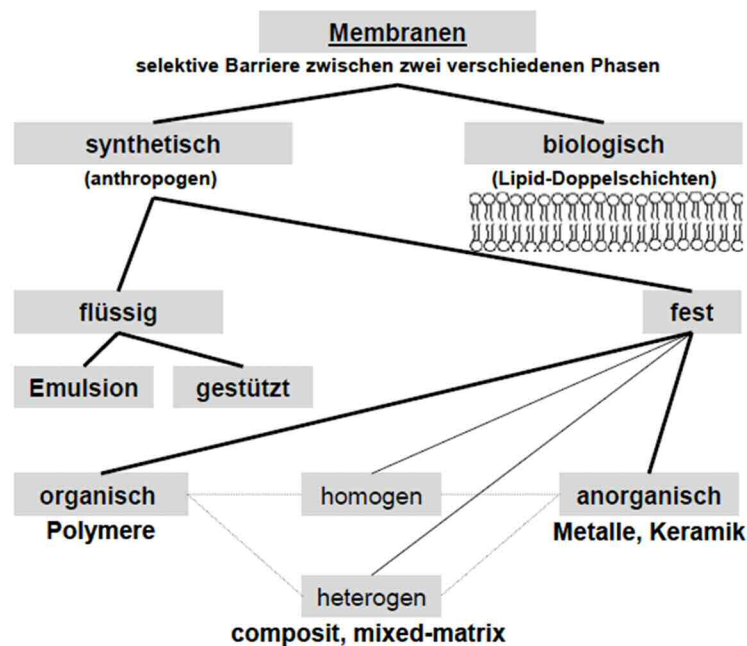 Membranen
selektive Barriere zwischen zwei verschiedenen Phasen
synthetisch
biologisch
(anthropogen)
(Lipid-Doppelschichten)
flüssig
fest
Emulsion
gestützt
organisch
homogen
anorganisch
Polymere
Metalle, Keramik
heterogen
composit, mixed-matrix